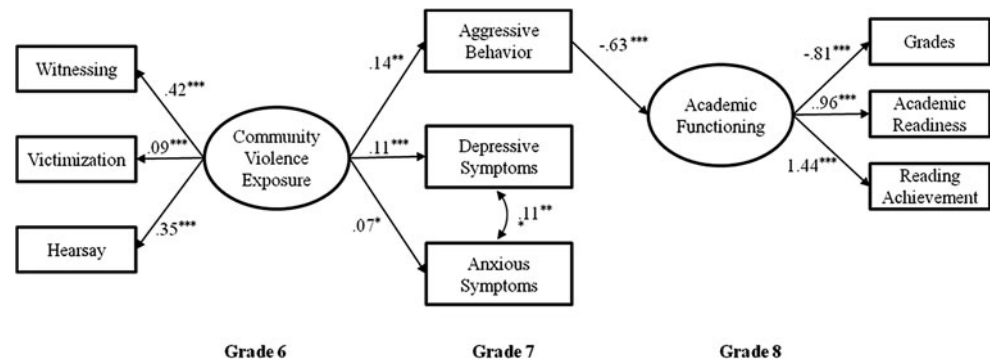 Witnessing
Victimization
Hearsay
.42***
.09***
.35***
Community
Violence
Exposure
.14**
.11***
.07*
Aggressive
Behavior
Depressive
Symptoms
.11**
*
Anxious
Symptoms
-.63***
Academic
Functioning
-.81***
..96***
1.44***
Grades
Academic
Readiness
Reading
Achievement
Grade 6
Grade 7
Grade 8